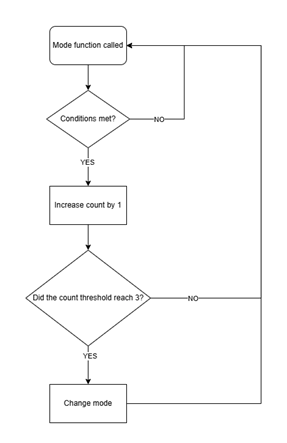 Mode function called
Conditions met?
NO
YES
Increase count by 1
Did the count threshold reach 3?
NO
YES
Change mode